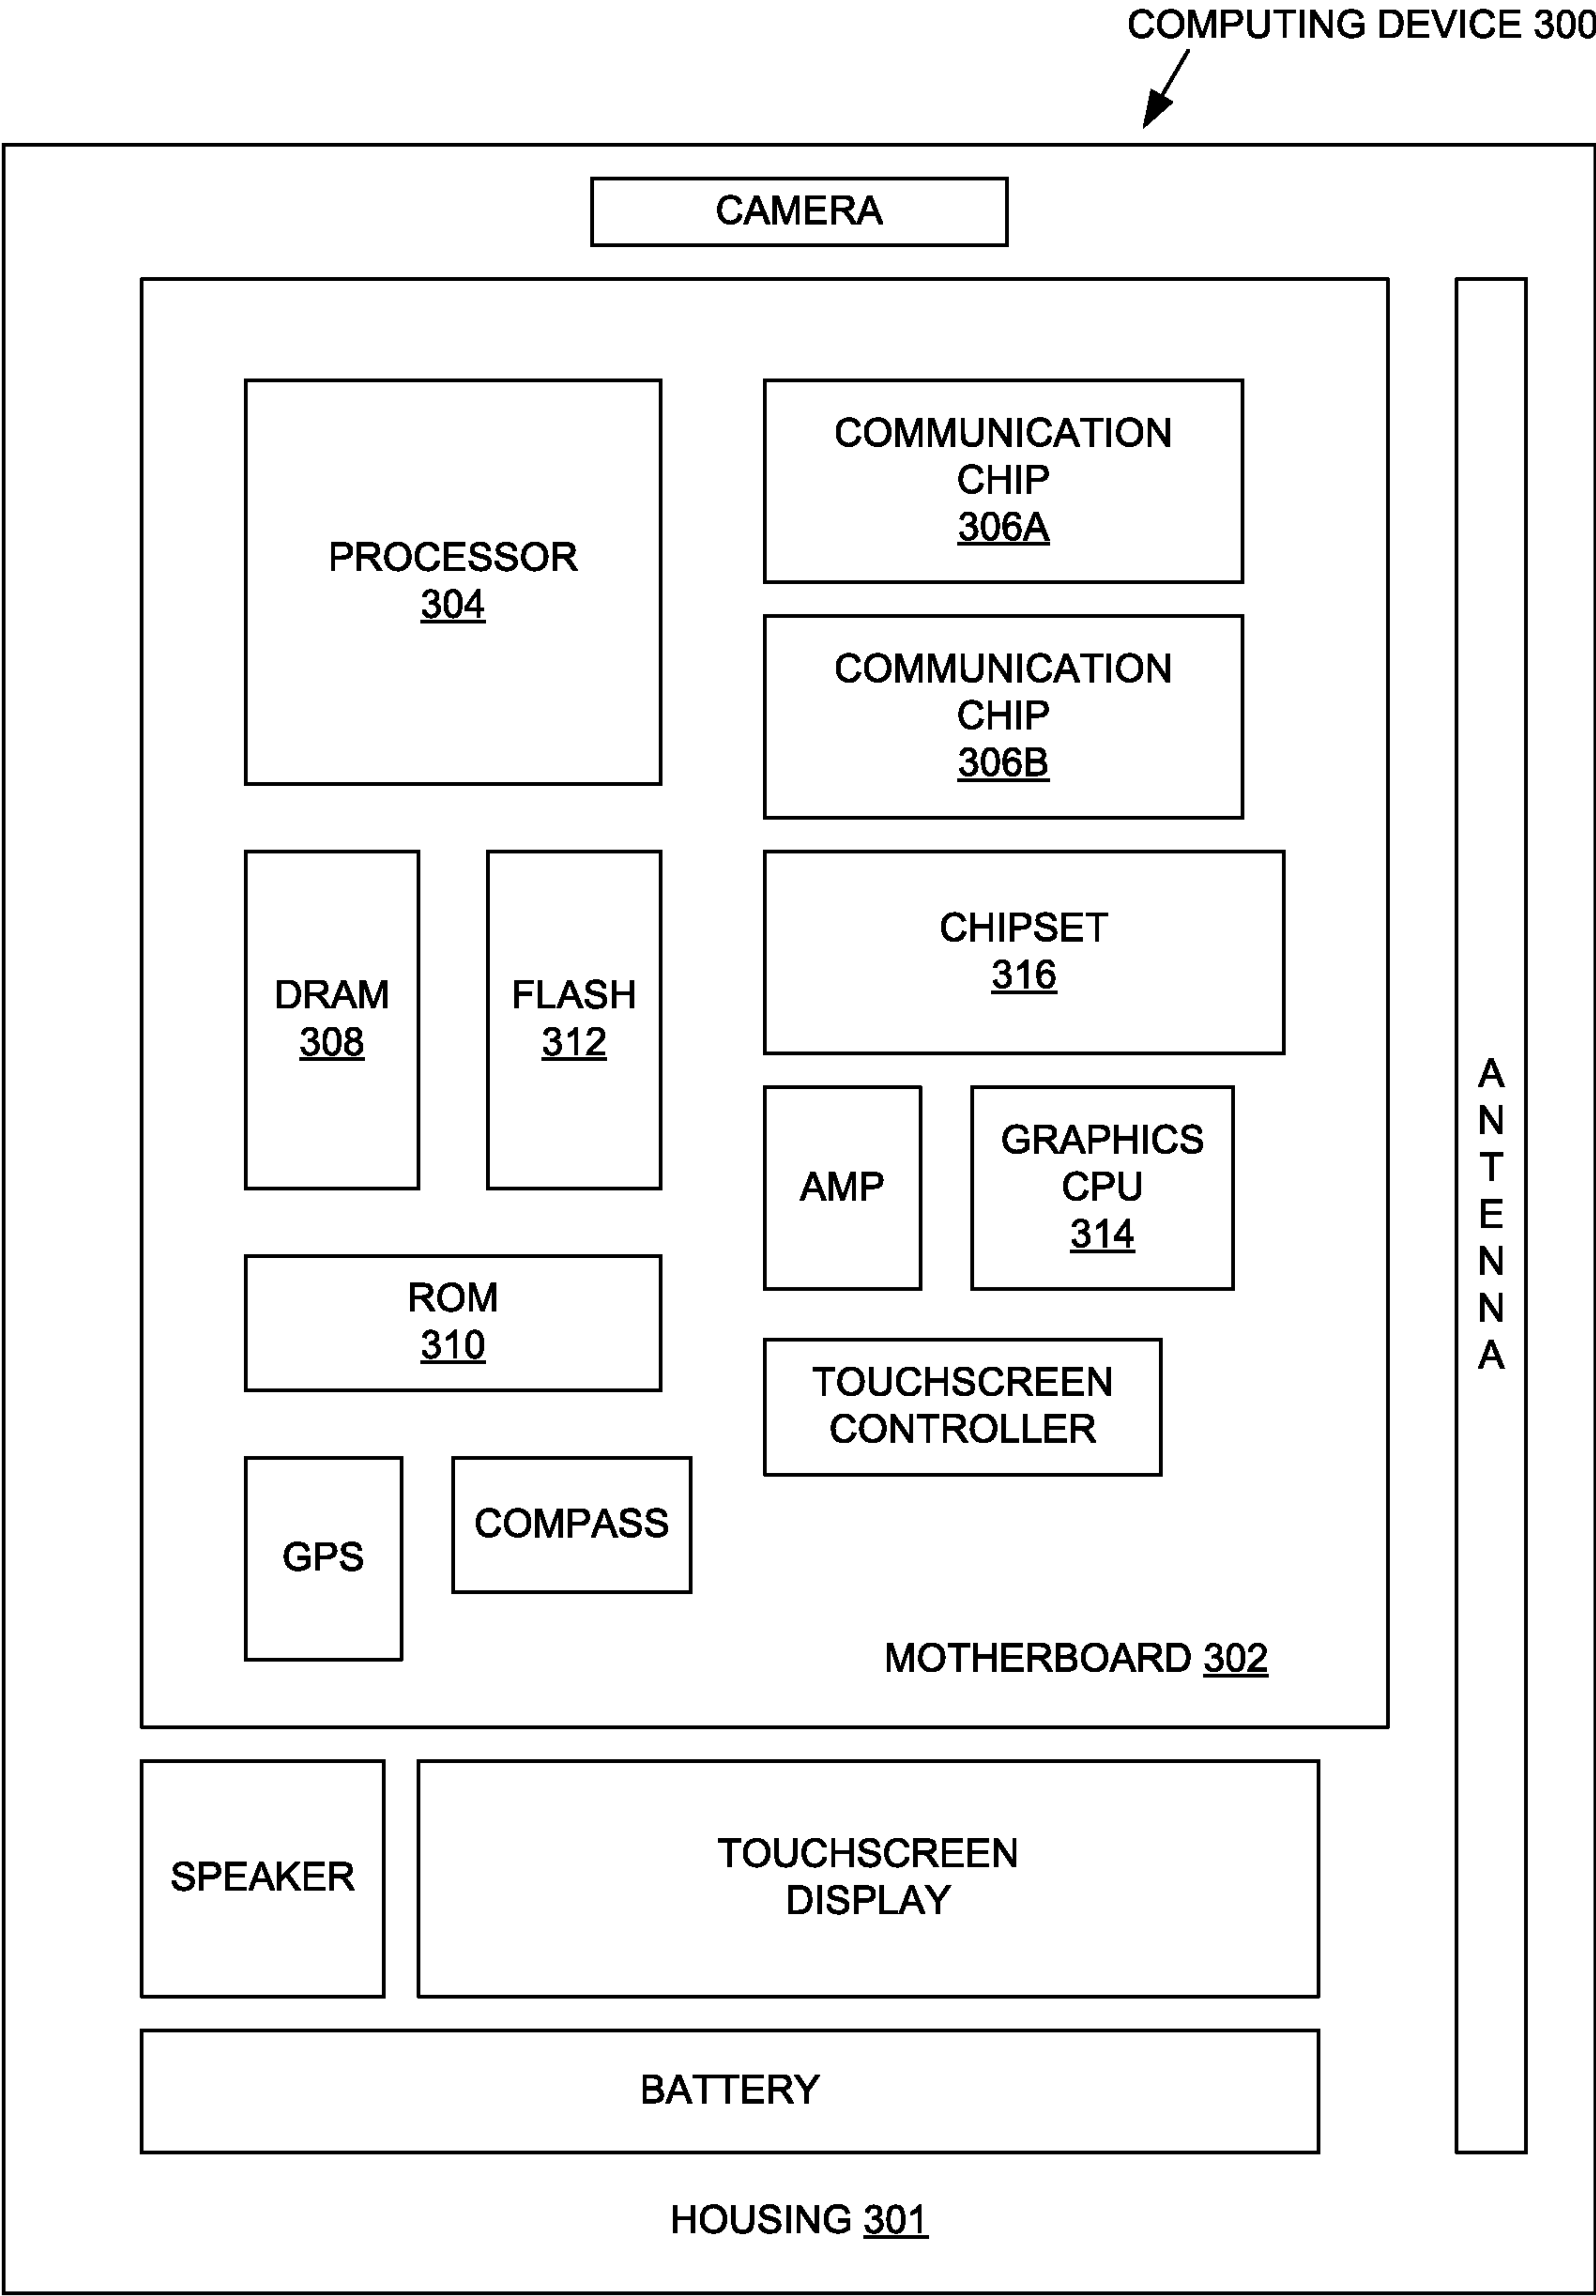 COMPUTING DEVICE 300
CAMERA
PROCESSOR
304
COMMUNICATION
CHIP
306A
COMMUNICATION
CHIP
306B
DRAM
308
FLASH
312
CHIPSET
316
AMP
GRAPHICS
CPU
314
ROM
310
TOUCHSCREEN
CONTROLLER
GPS
COMPASS
MOTHERBOARD 302
A
N
T
E
N
N
A
SPEAKER
TOUCHSCREEN
DISPLAY
BATTERY
HOUSING 301